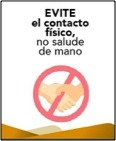 EVITE
el contacto
físico,
no salude
de mano